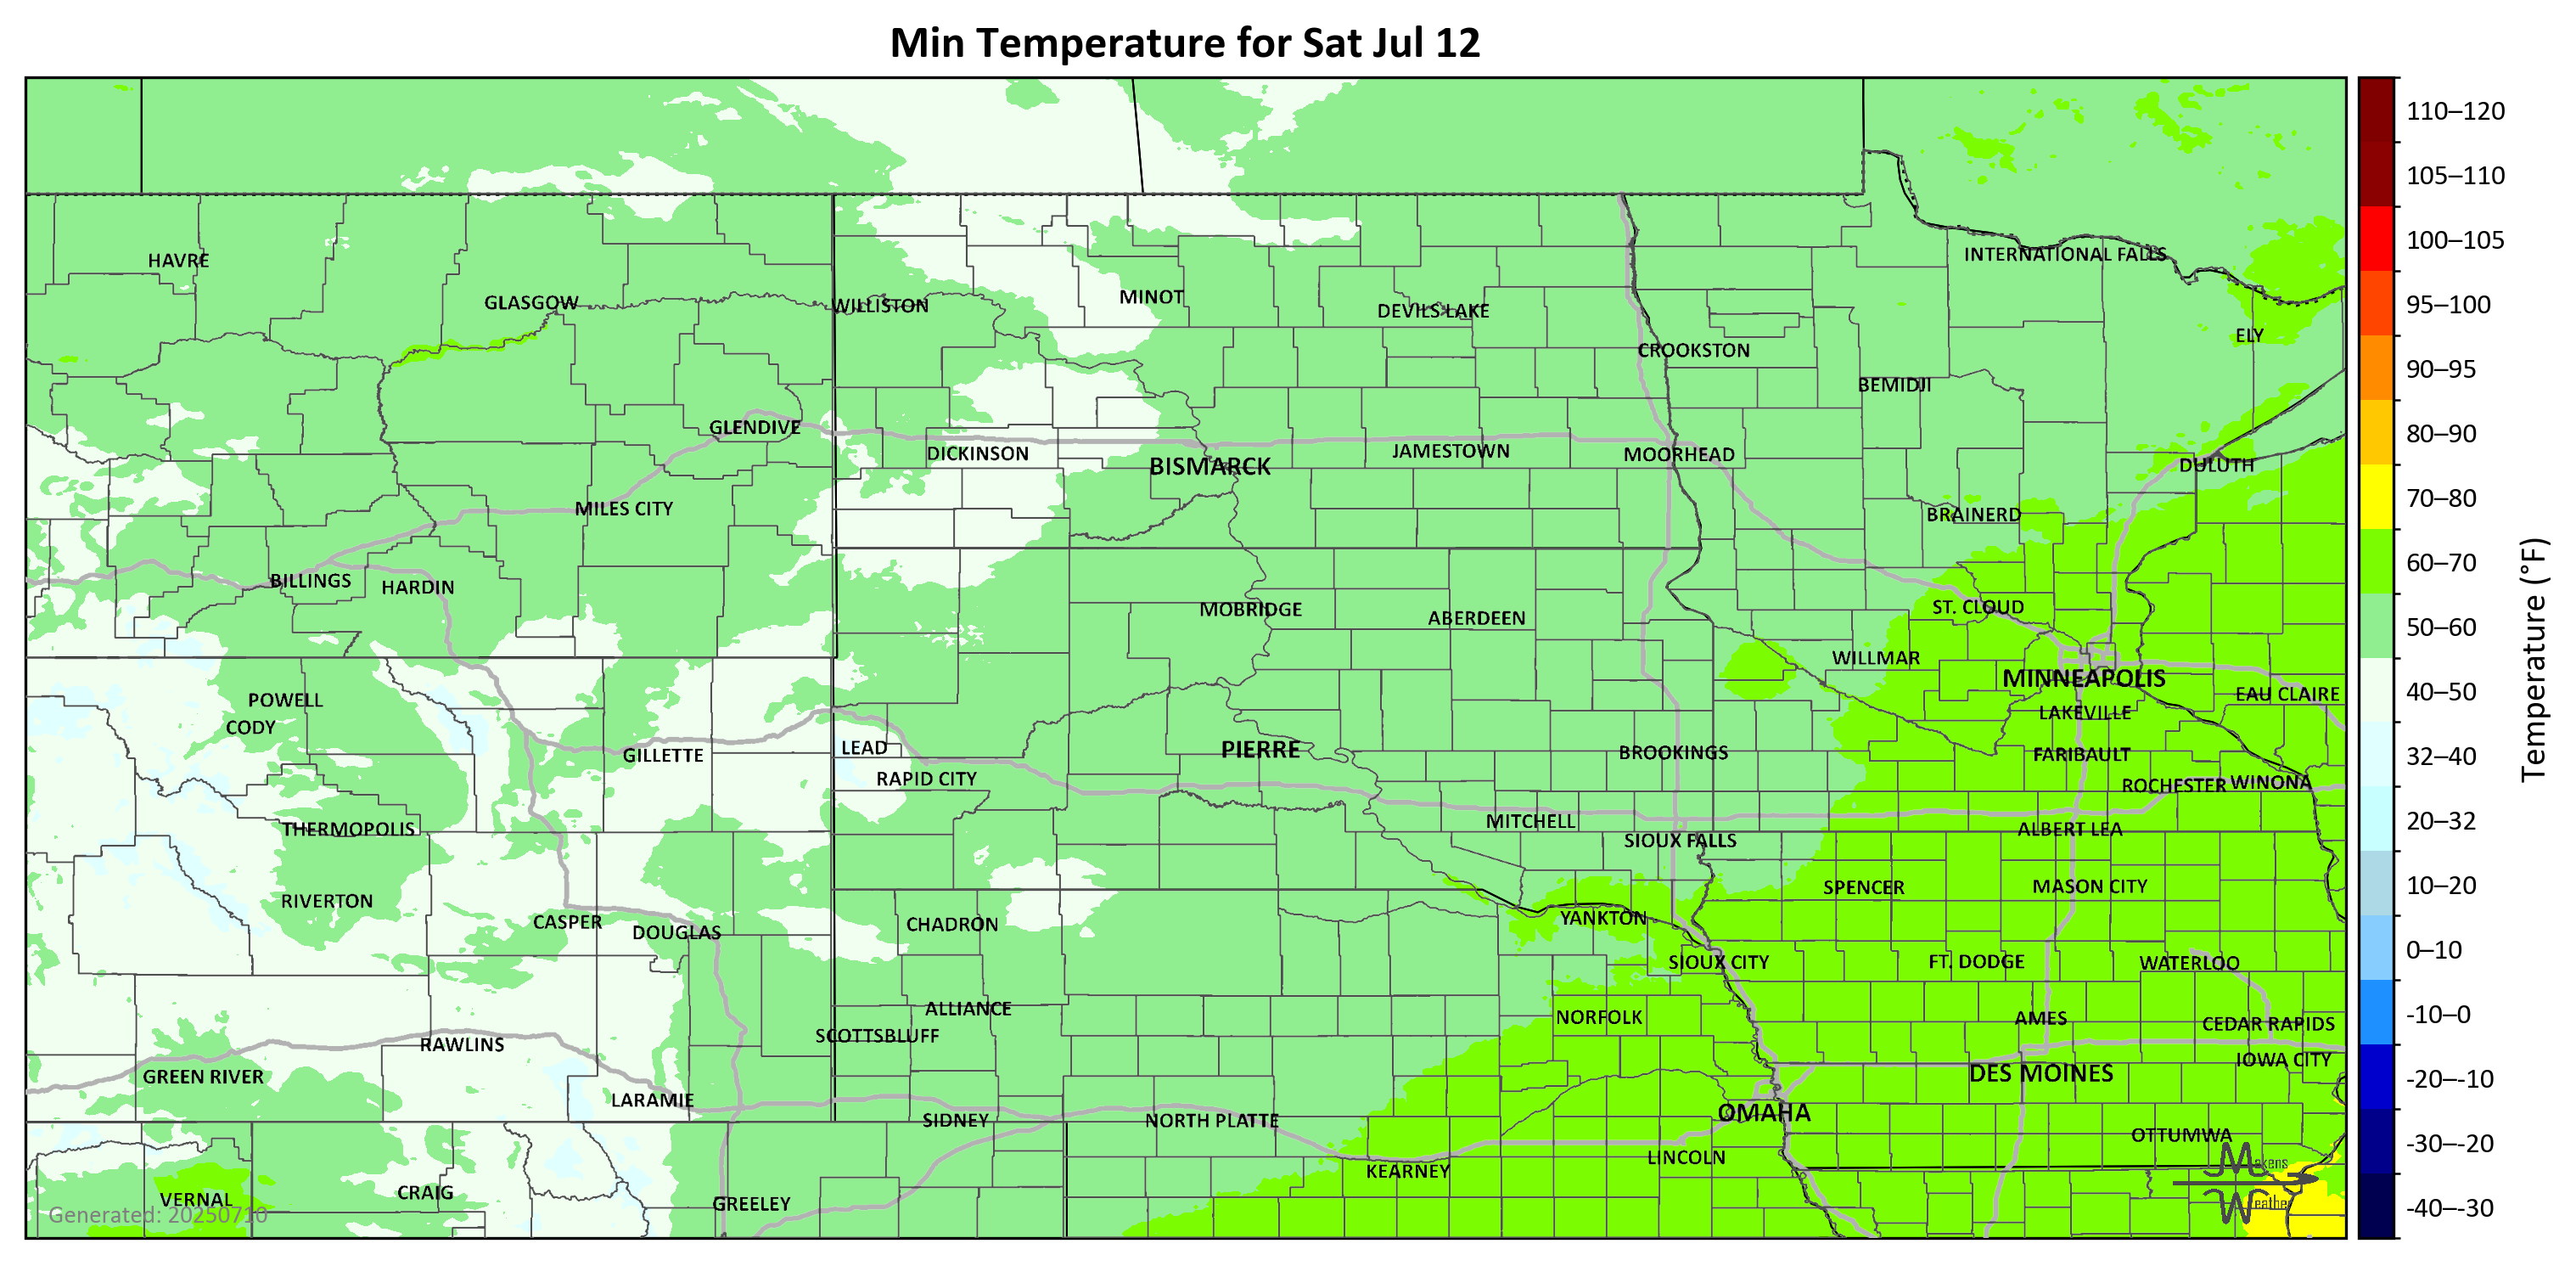 Min Temperature for Sat Jul 12
110–120
105–110
100–105
95–100
90–95
80–90
70–80
60–70
50–60
40–50
32–40
20–32
10–20
0–10
-10–0
-20–-10
-30–-20
-40–-30
Temperature (°F)
HAVRE
INTERNATIONAL FALLS
GLASGOW
WILLISTON
MINOT
DEVILS LAKE
ELY
CROOKSTON
BEMIDJI
GLENDIVE
DICKINSON
BISMARCK
JAMESTOWN
MOORHEAD
DULUTH
MILES CITY
BRAINERD
BILLINGS
HARDIN
MOBRIDGE
ABERDEEN
ST. CLOUD
WILLMAR
MINNEAPOLIS
EAU CLAIRE
POWELL
CODY
LAKEVILLE
GILLETTE
LEAD
PIERRE
BROOKINGS
FARIBAULT
RAPID CITY
ROCHESTER
WINONA
THERMOPOLIS
MITCHELL
SIOUX FALLS
ALBERT LEA
RIVERTON
SPENCER
MASON CITY
CASPER
DOUGLAS
CHADRON
YANKTON
SIOUX CITY
FT. DODGE
WATERLOO
ALLIANCE
SCOTTSBLUFF
NORFOLK
AMES
CEDAR RAPIDS
RAWLINS
IOWA CITY
GREEN RIVER
DES MOINES
LARAMIE
SIDNEY
NORTH PLATTE
OMAHA
OTTUMWA
KEARNEY
LINCOLN
VERNAL
CRAIG
GREELEY
Makens
Weather
Generated: 20250710